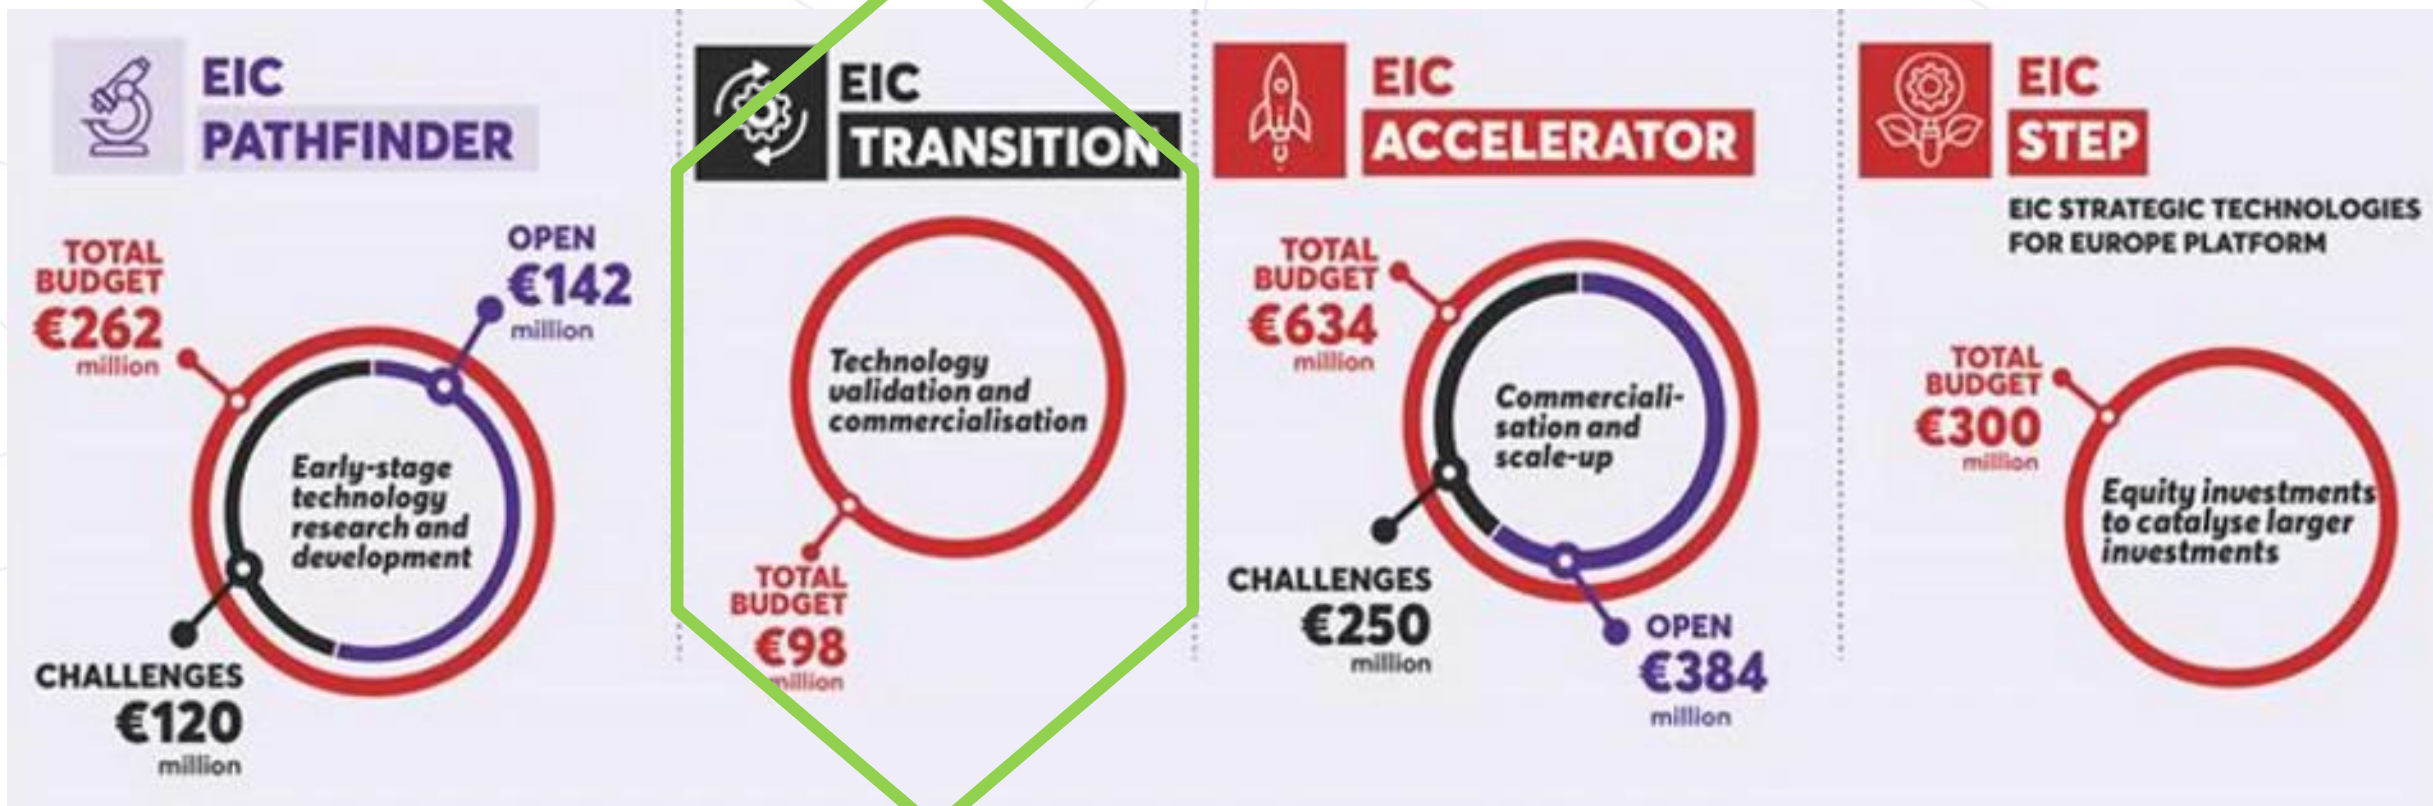 EIC
PATHFINDER
TOTAL
BUDGET
€262
million
OPEN
€142
million
Early-stage
technology
research and
development
CHALLENGES
€120
million
EIC
TRANSITION
Technology
validation and
commercialisation
TOTAL
BUDGET
€98
million
EIC
ACCELERATOR
TOTAL
BUDGET
€634
million
Commerciali-
sation and
scale-up
CHALLENGES
€250
million
OPEN
€384
million
EIC
STEP
EIC STRATEGIC TECHNOLOGIES
FOR EUROPE PLATFORM
TOTAL
BUDGET
€300
million
Equity investments
to catalyse larger
investments